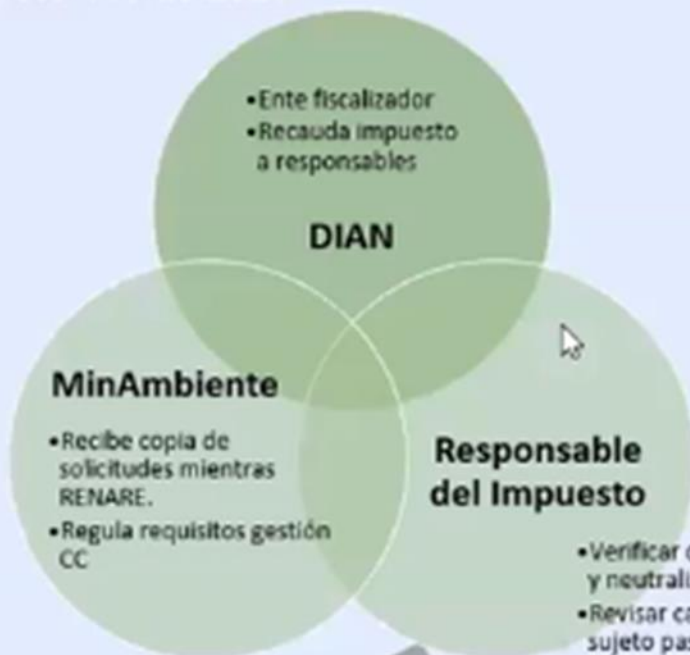 •Ente fiscalizador
•Recauda impuesto
a responsables
DIAN
MinAmbiente
•Recibe copia de
solicitudes mientras
RENARE.
•Regula requisitos gestión
CC
Responsable
del Impuesto
•Verificar
y
•Revisar
sujeto